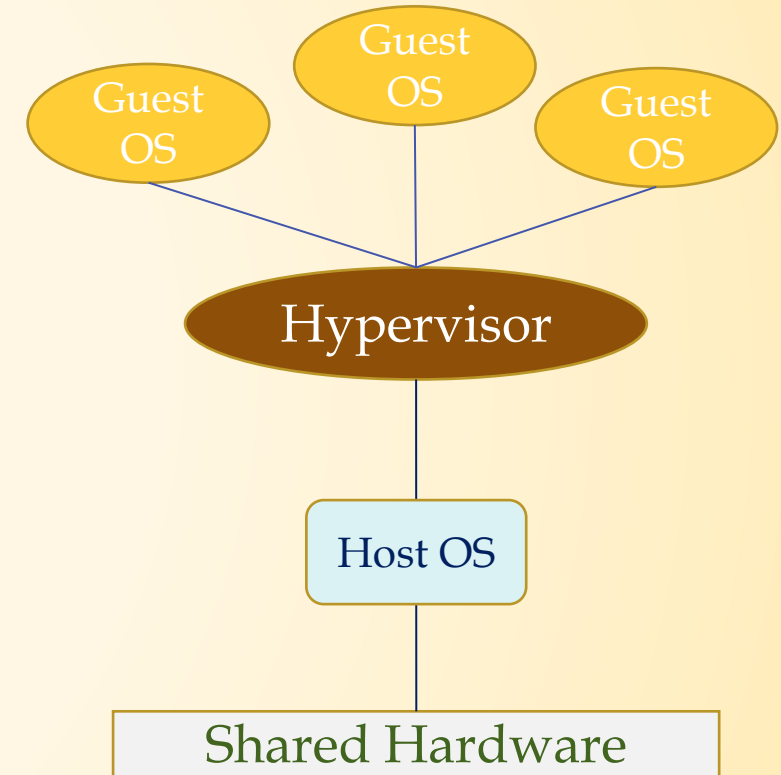 Guest
OS
Guest
OS
Guest
OS
Hypervisor
Host OS
Shared Hardware